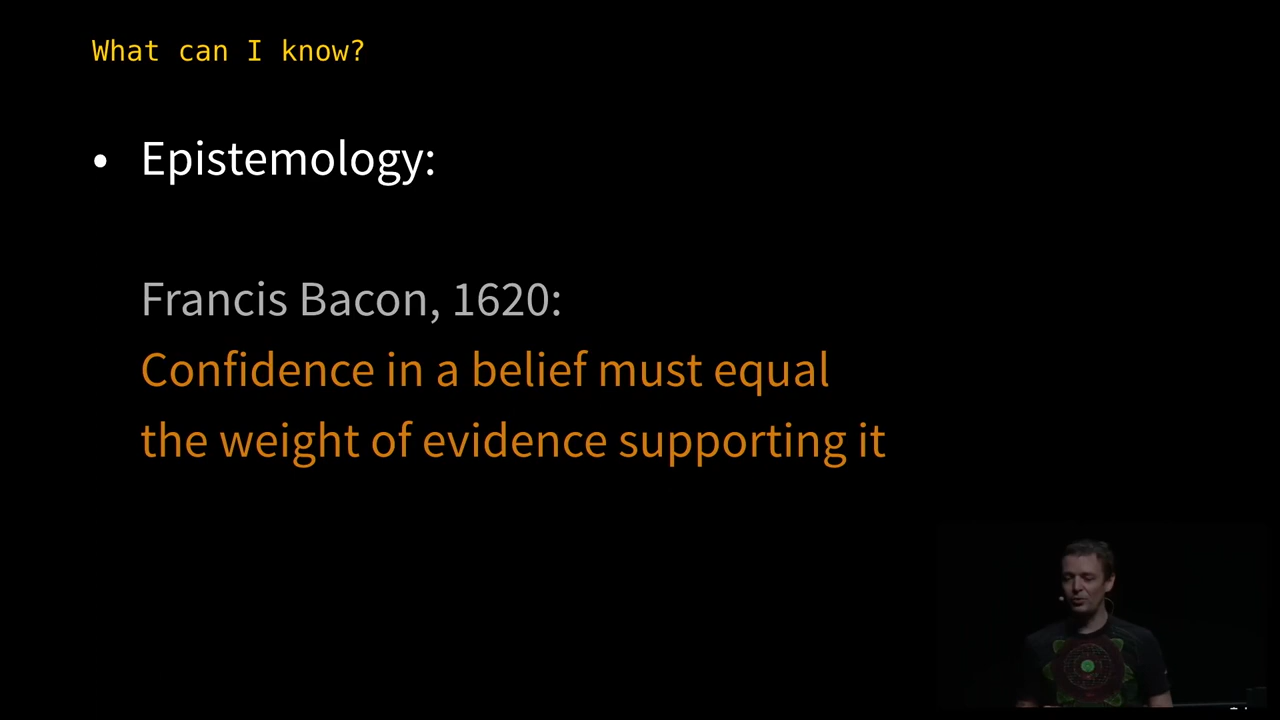 What can I know?
• Epistemology:
Francis Bacon, 1620:
Confidence in a belief must equal
the weight of evidence supporting it